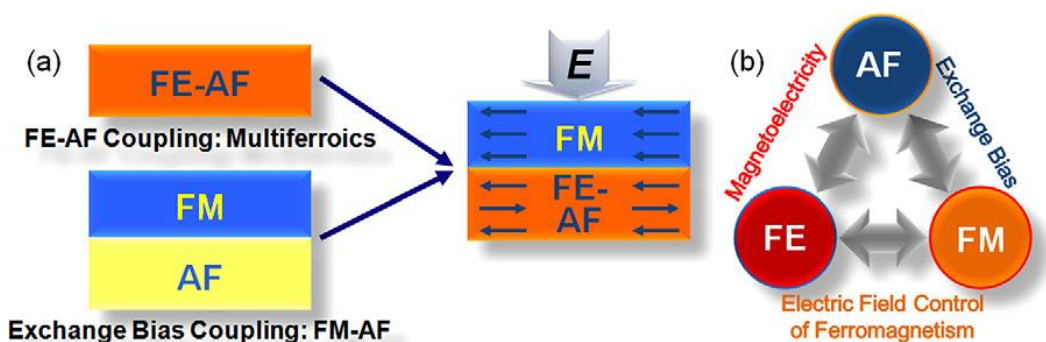 (a)
FE-AF
FE-AF Coupling: Multiferroics
FM
AF
Exchange Bias Coupling: FM-AF
E
FM
FE-
AF
(b)
AF
Magnetoelectricity
Exchange Bias
FE
FM
Electric Field Control
of Ferromagnetism